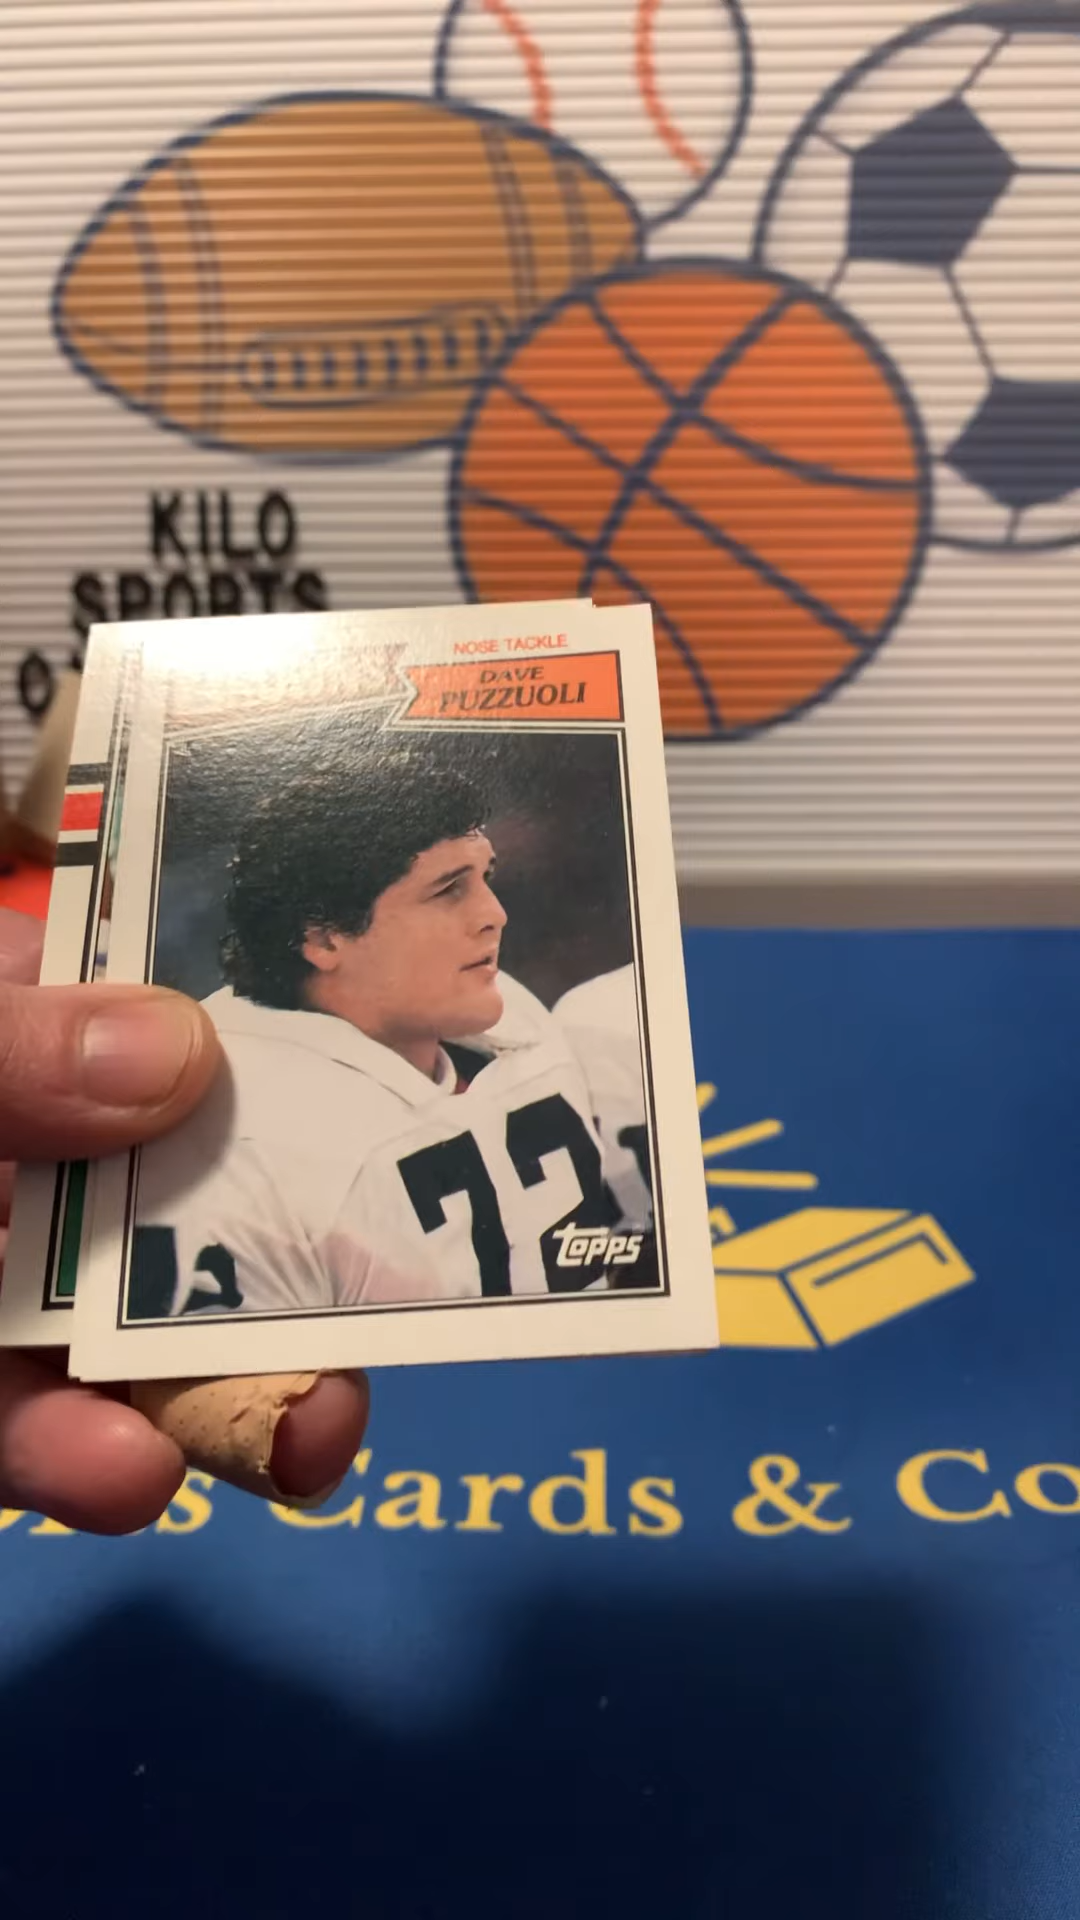 KILO
SPORTS
NOSE TACKLE
DAVE
PUZZUOLI
72
topps
Cards & Co